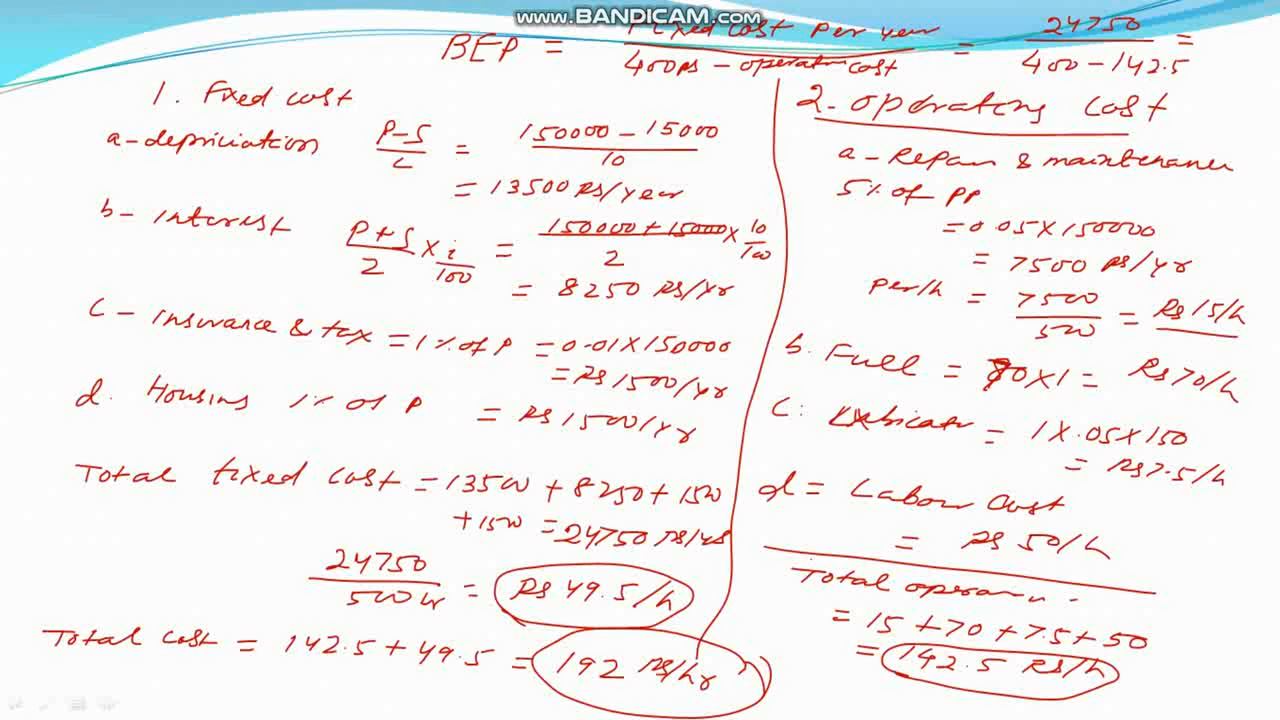 www.BANDICAM.com
BEP = Fixed cost per year / 400 Rs - operation cost = 24750 / 400 - 142.5 =
1. Fixed cost
a- depriciation P-S / L = 150000 - 15000 / 10
= 13500 Rs/year
b- interest P+S / 2 × i / 100 = 150000 + 15000 / 2 × 10 / 100
= 8250 Rs/yr
c- insurance & tax = 1% of P = 0.01 × 150000
= Rs 1500/yr
d. Housing 1% of P = Rs 1500/yr
Total fixed cost = 13500 + 8250 + 1500
+ 1500 = 24750 Rs/yr
24750 / 500 hr = Rs 49.5/h
Total cost = 142.5 + 49.5 = 192 Rs/hr
2- operating cost
a- Repair & maintenance
5% of PP
= 0.05 × 150000
= 7500 Rs/yr
per/h = 7500 / 500 = Rs 15/h
b. Full = 70 × 1 = Rs 70/h
c: = 1 × .05 × 150
= Rs 7.5/h
d = Labour cost
= Rs 50/h
Total
= 15 + 70 + 7.5 + 50
= 142.5 Rs/h